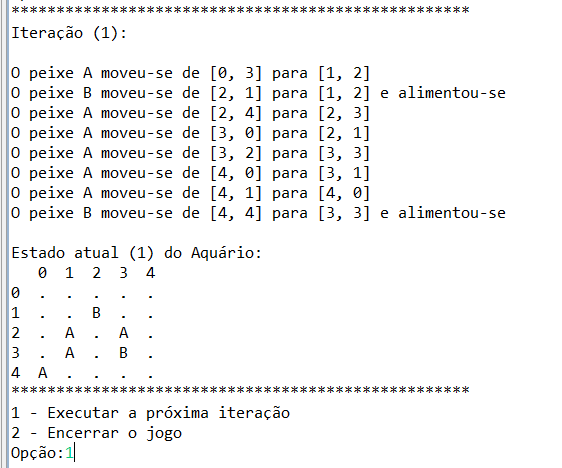 ***************************************************
Iteração (1):
O peixe A moveu-se de [0, 3] para [1, 2]
O peixe B moveu-se de [2, 1] para [1, 2] e alimentou-se
O peixe A moveu-se de [2, 4] para [2, 3]
O peixe A moveu-se de [3, 0] para [2, 1]
O peixe A moveu-se de [3, 2] para [3, 3]
O peixe A moveu-se de [4, 0] para [3, 1]
O peixe A moveu-se de [4, 1] para [4, 0]
O peixe B moveu-se de [4, 4] para [3, 3] e alimentou-se
Estado atual (1) do Aquário:
   0  1  2  3  4
0  .  .  .  .  .
1  .  .  B  .  .
2  .  A  .  A  .
3  .  A  .  B  .
4  A  .  .  .  .
***************************************************
1 - Executar a próxima iteração
2 - Encerrar o jogo
Opção:1